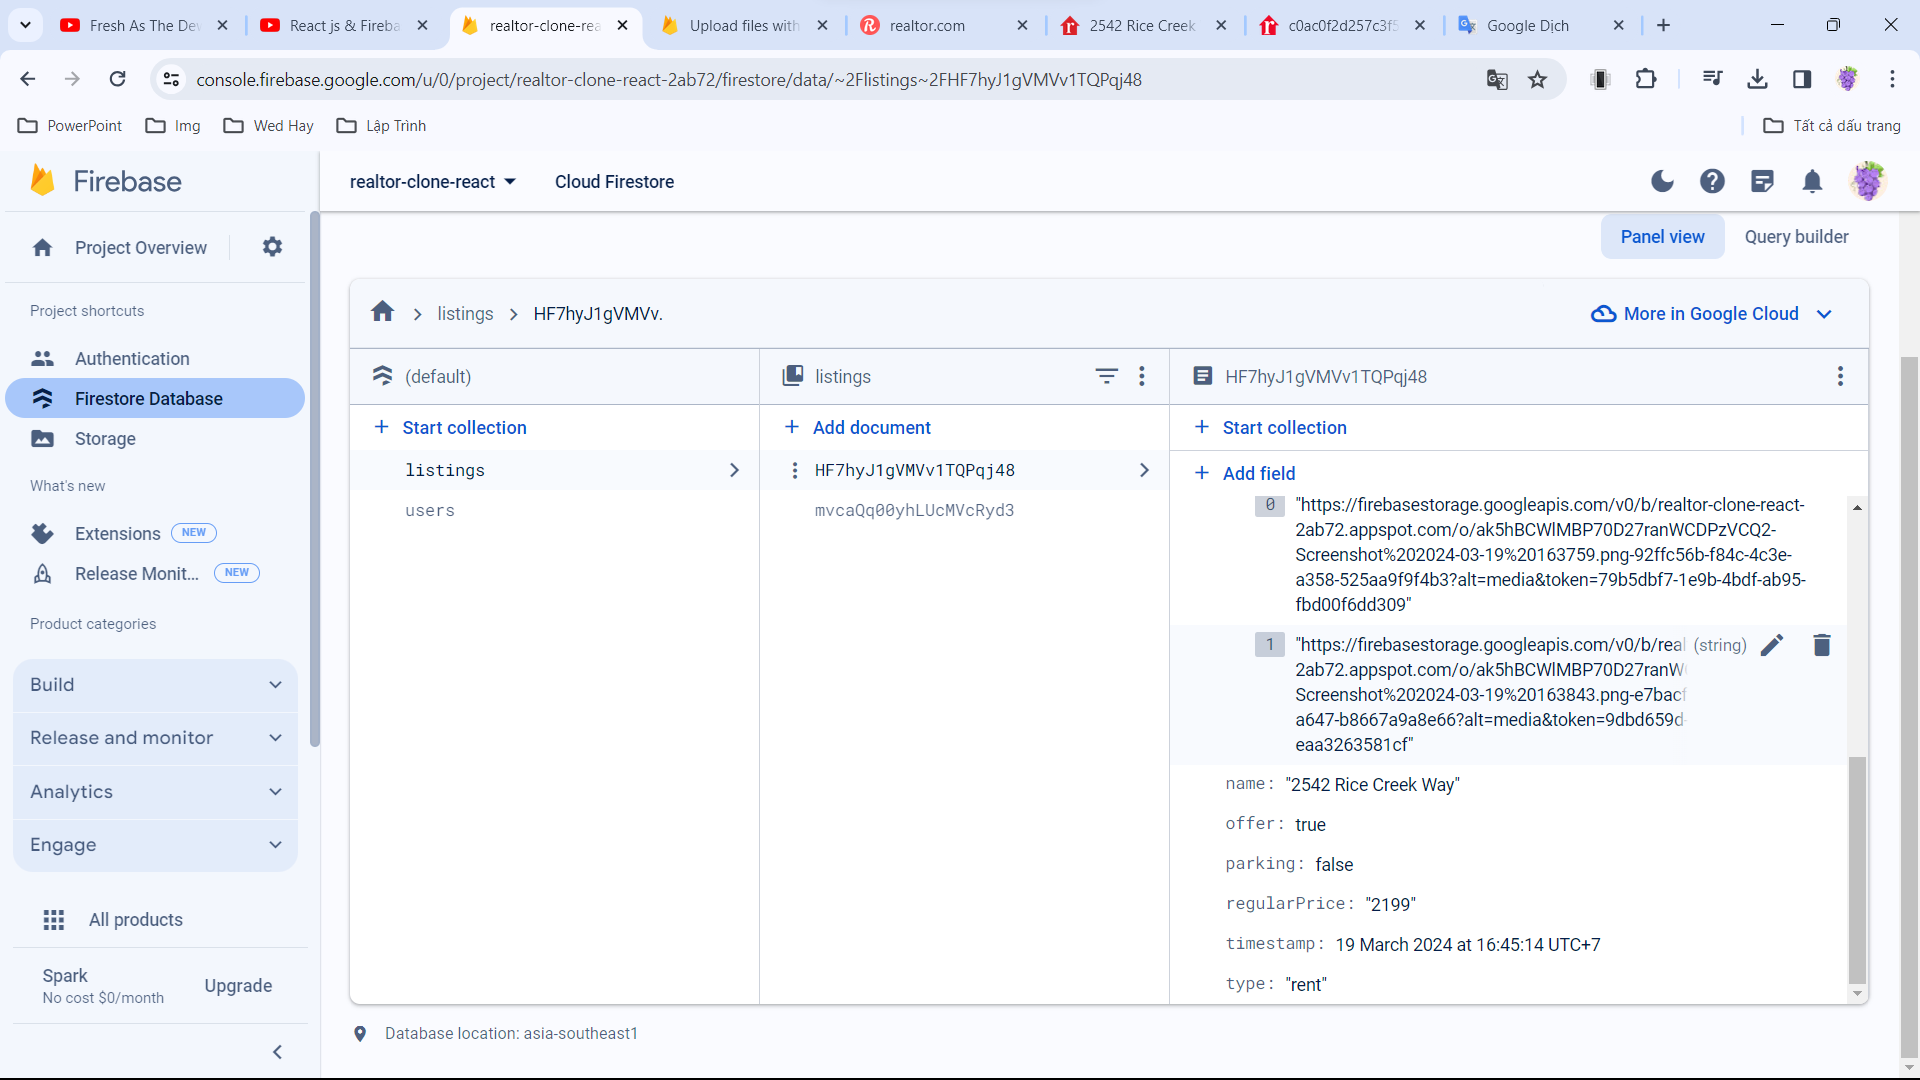 Fresh As The Dev
React js & Fireba
realtor-clone-rea
Upload files with
realtor.com
2542 Rice Creek
c0ac0f2d257c3f5
Google Dịch
console.firebase.google.com/u/0/project/realtor-clone-react-2ab72/firestore/data/~2Flistings~2FHF7hyJ1gVMVv1TQPqj48
PowerPoint
Img
Wed Hay
Lập Trình
Tất cả dấu trang
Firebase
realtor-clone-react
Cloud Firestore
Project Overview
Panel view
Query builder
Project shortcuts
listings
HF7hyJ1gVMVv.
More in Google Cloud
Authentication
Firestore Database
Storage
What's new
Extensions
NEW
Release Monit...
NEW
Product categories
Build
Release and monitor
Analytics
Engage
All products
Spark
No cost $0/month
Upgrade
(default)
Start collection
listings
users
listings
Add document
HF7hyJ1gVMVv1TQPqj48
mvcaQq00yhLUcMVcRyd3
HF7hyJ1gVMVv1TQPqj48
Start collection
Add field
0 "https://firebasestorage.googleapis.com/v0/b/realtor-clone-react-
2ab72.appspot.com/o/ak5hBCWlMBP70D27ranWCDPzVCQ2-
Screenshot%202024-03-19%20163759.png-92ffc56b-f84c-4c3e-
a358-525aa9f9f4b3?alt=media&token=79b5dbf7-1e9b-4bdf-ab95-
fbd00f6dd309"
1 "https://firebasestorage.googleapis.com/v0/b/rea (string)
2ab72.appspot.com/o/ak5hBCWlMBP70D27ranW
Screenshot%202024-03-19%20163843.png-e7bacf
a647-b8667a9a8e66?alt=media&token=9dbd659d-
eaa3263581cf"
name: "2542 Rice Creek Way"
offer: true
parking: false
regularPrice: "2199"
timestamp: 19 March 2024 at 16:45:14 UTC+7
type: "rent"
Database location: asia-southeast1